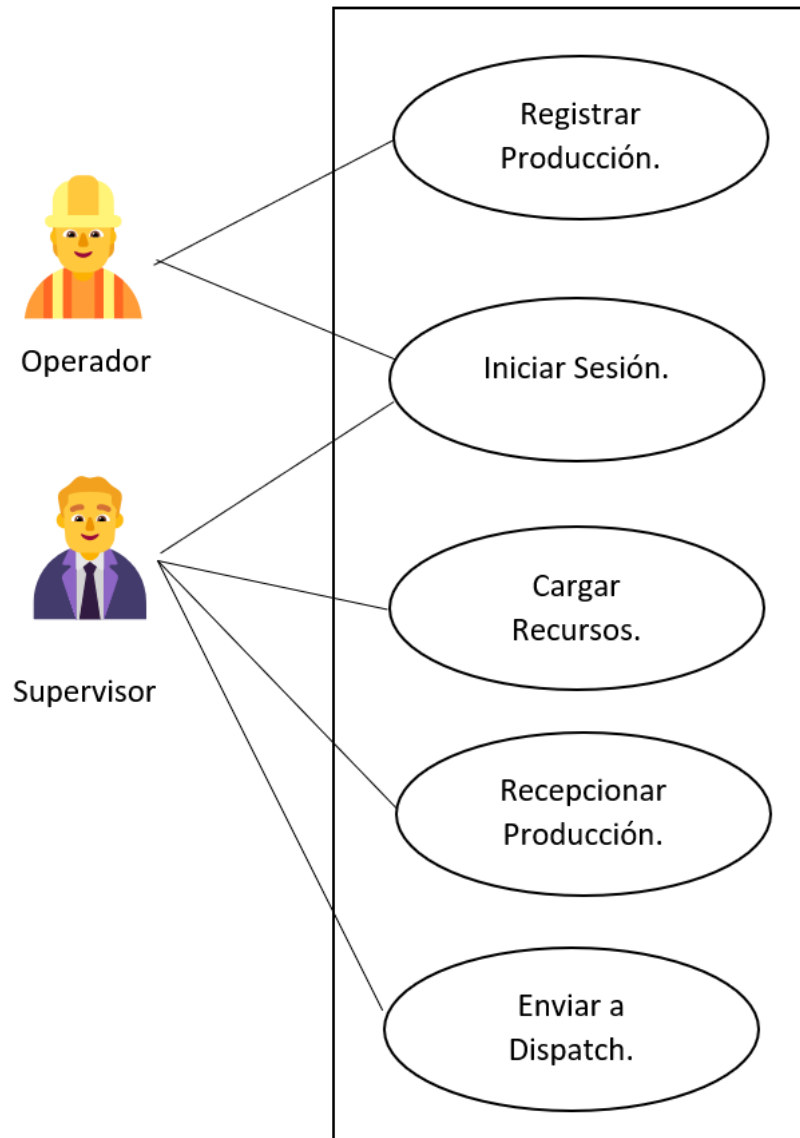 Registrar
Producción.
Operador
Iniciar Sesión.
Supervisor
Cargar
Recursos.
Recepcionar
Producción.
Enviar a
Dispatch.